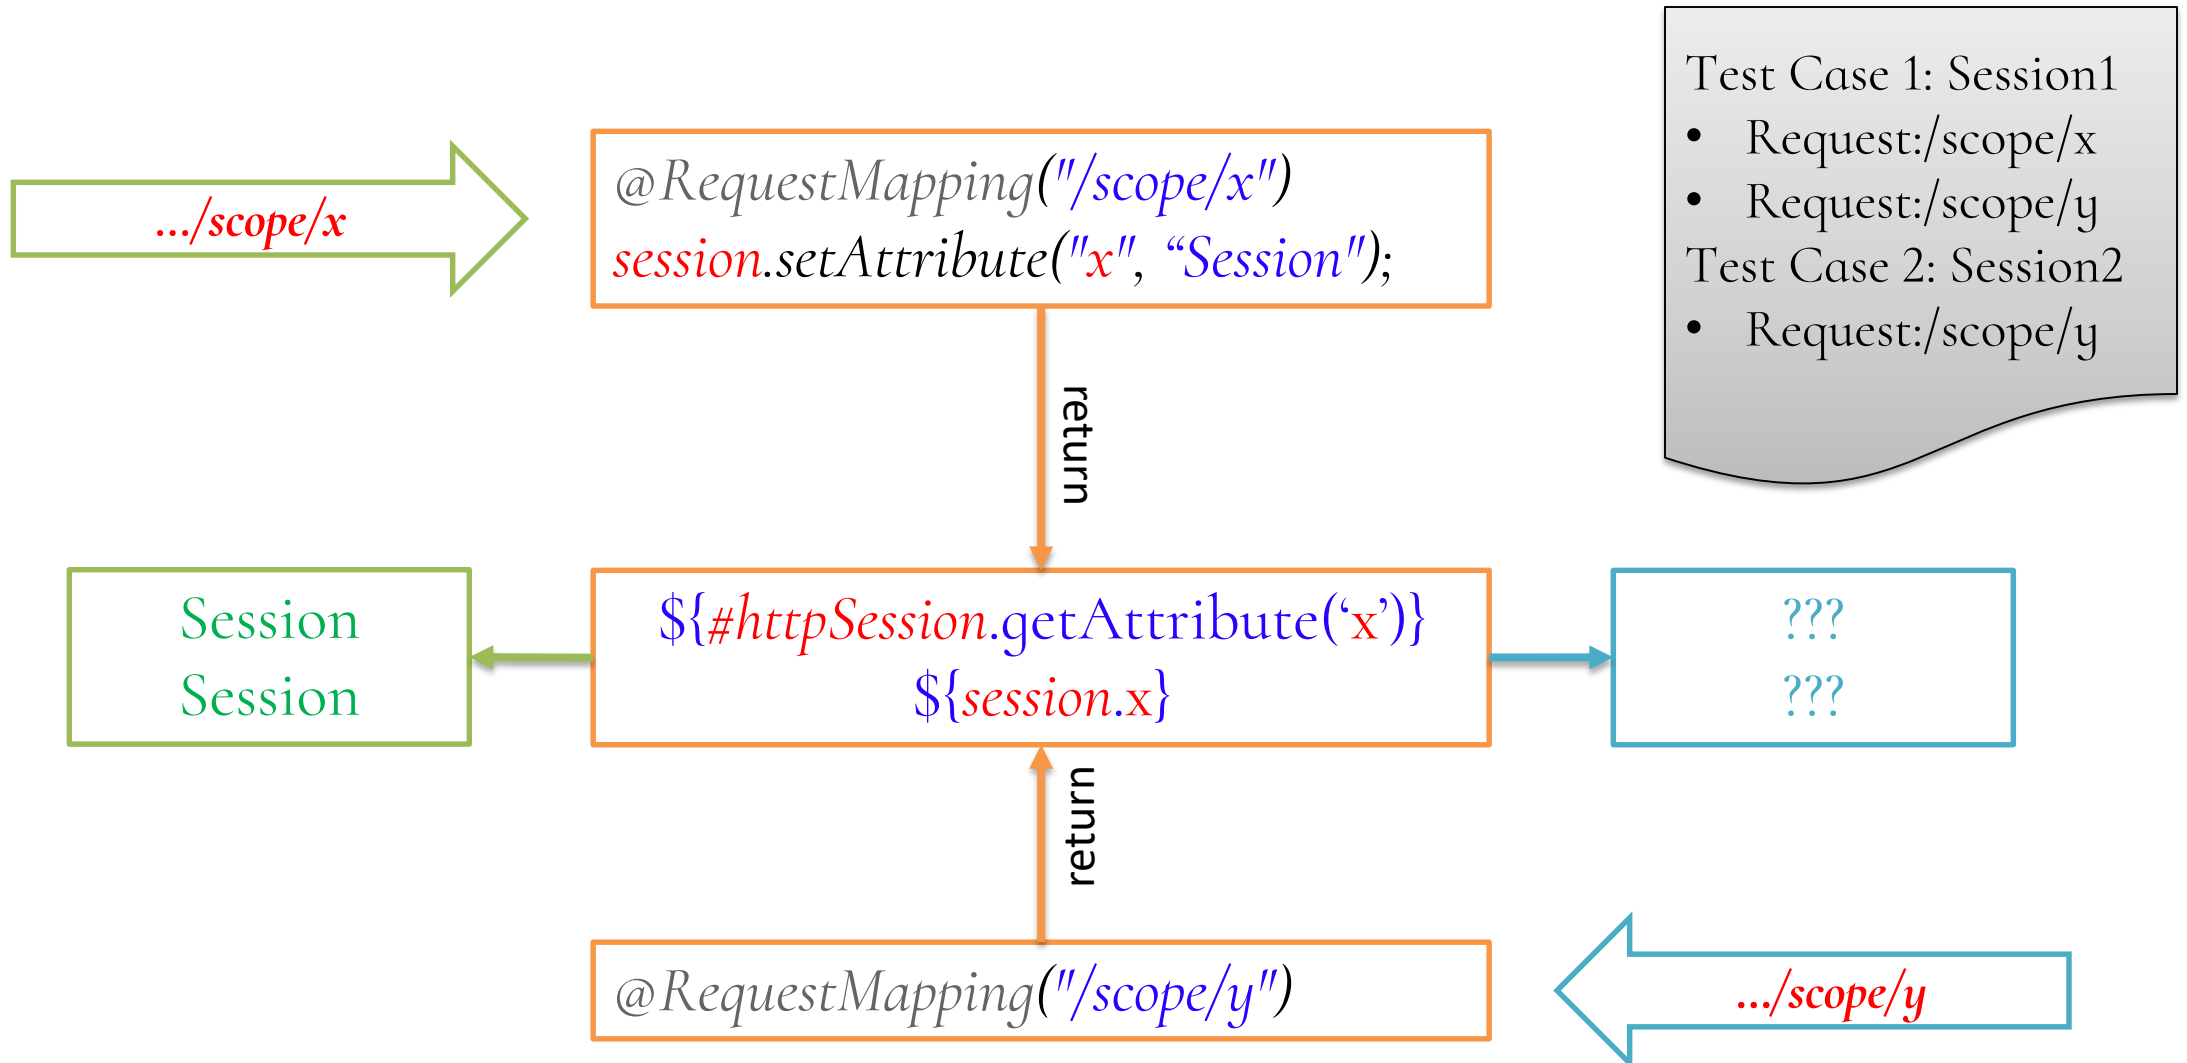 Test Case 1: Session1
• Request:/scope/x
• Request:/scope/y
Test Case 2: Session2
• Request:/scope/y
.../scope/x
@RequestMapping("/scope/x")
session.setAttribute("x", “Session");
return
Session
Session
${#httpSession.getAttribute(‘x’)}
${session.x}
???
???
return
@RequestMapping("/scope/y")
.../scope/y